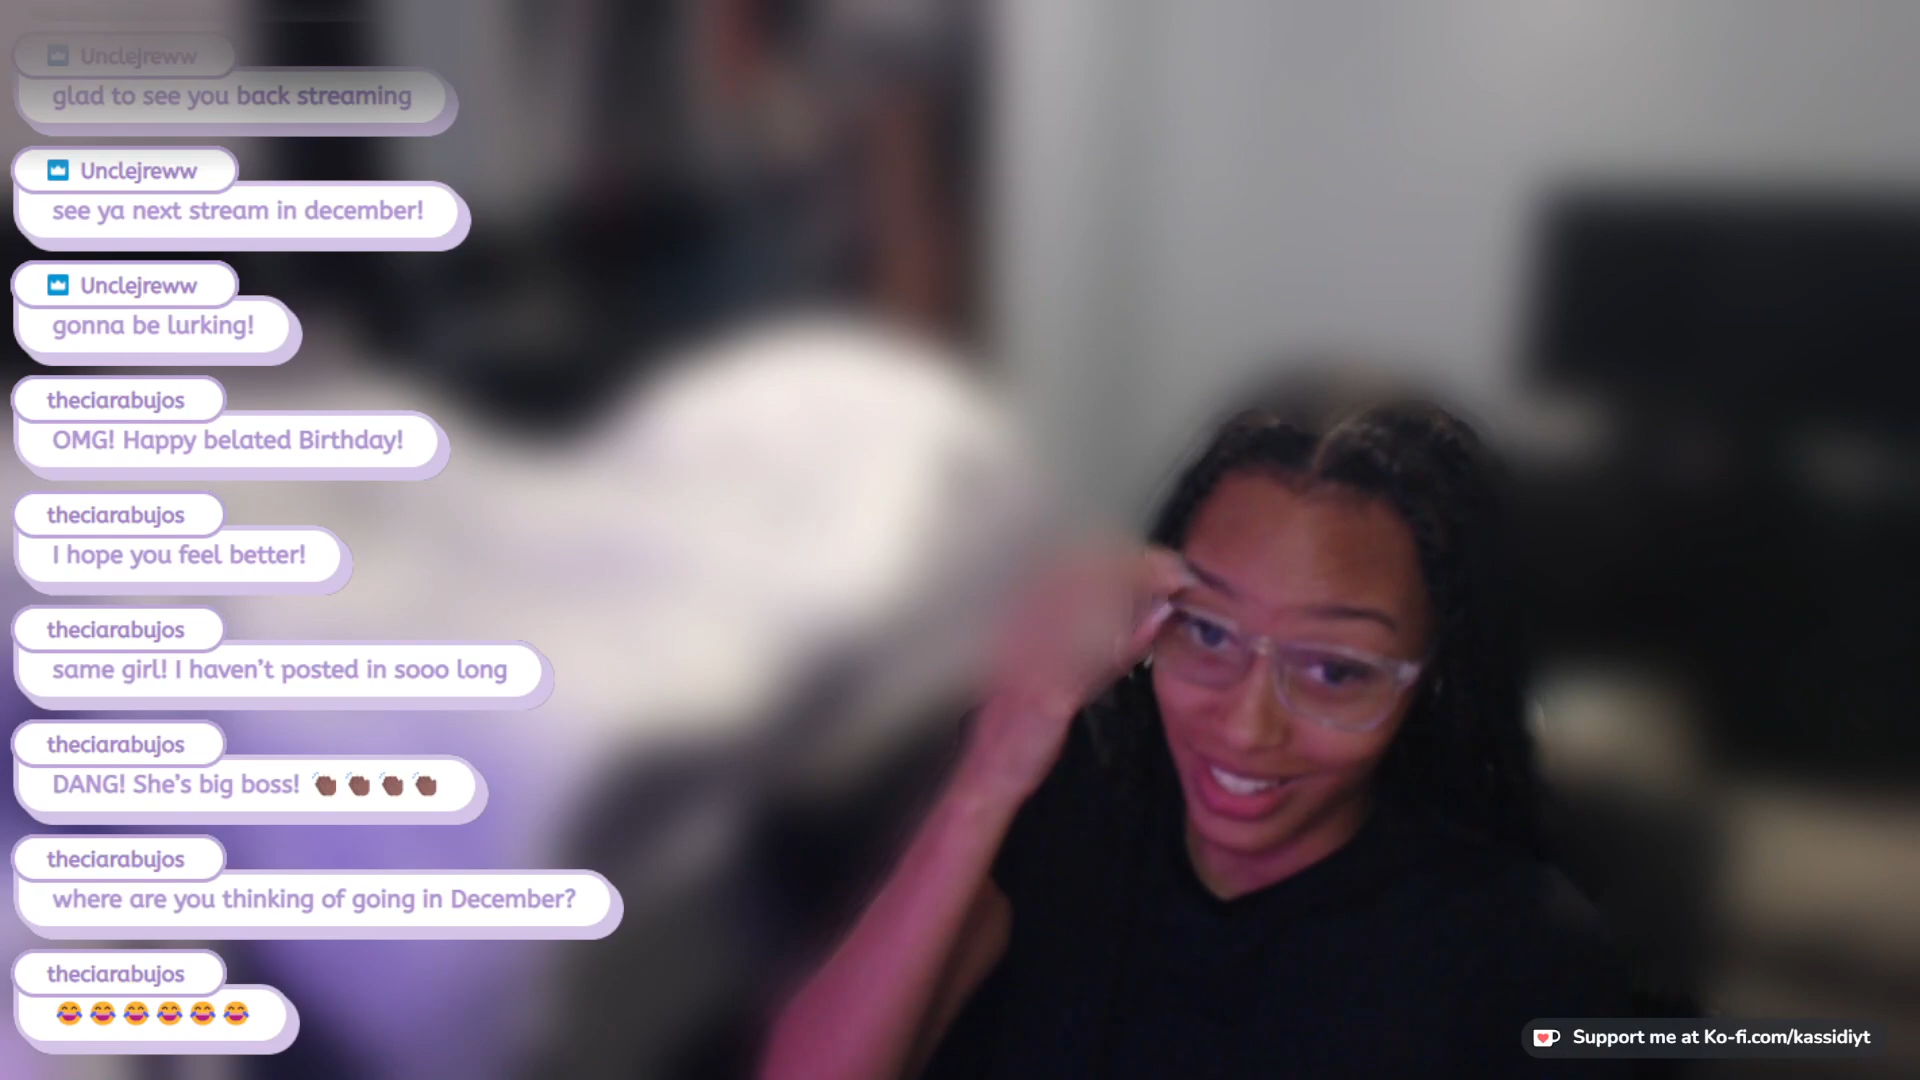 Unclejreww
glad to see you back streaming
Unclejreww
see ya next stream in december!
Unclejreww
gonna be lurking!
theciarabujos
OMG! Happy belated Birthday!
theciarabujos
I hope you feel better!
theciarabujos
same girl! I haven’t posted in sooo long
theciarabujos
DANG! She’s big boss! 👏🏿 👏🏿 👏🏿 👏🏿
theciarabujos
where are you thinking of going in December?
theciarabujos
😂 😂 😂 😂 😂 😂
Support me at Ko-fi.com/kassidiyt